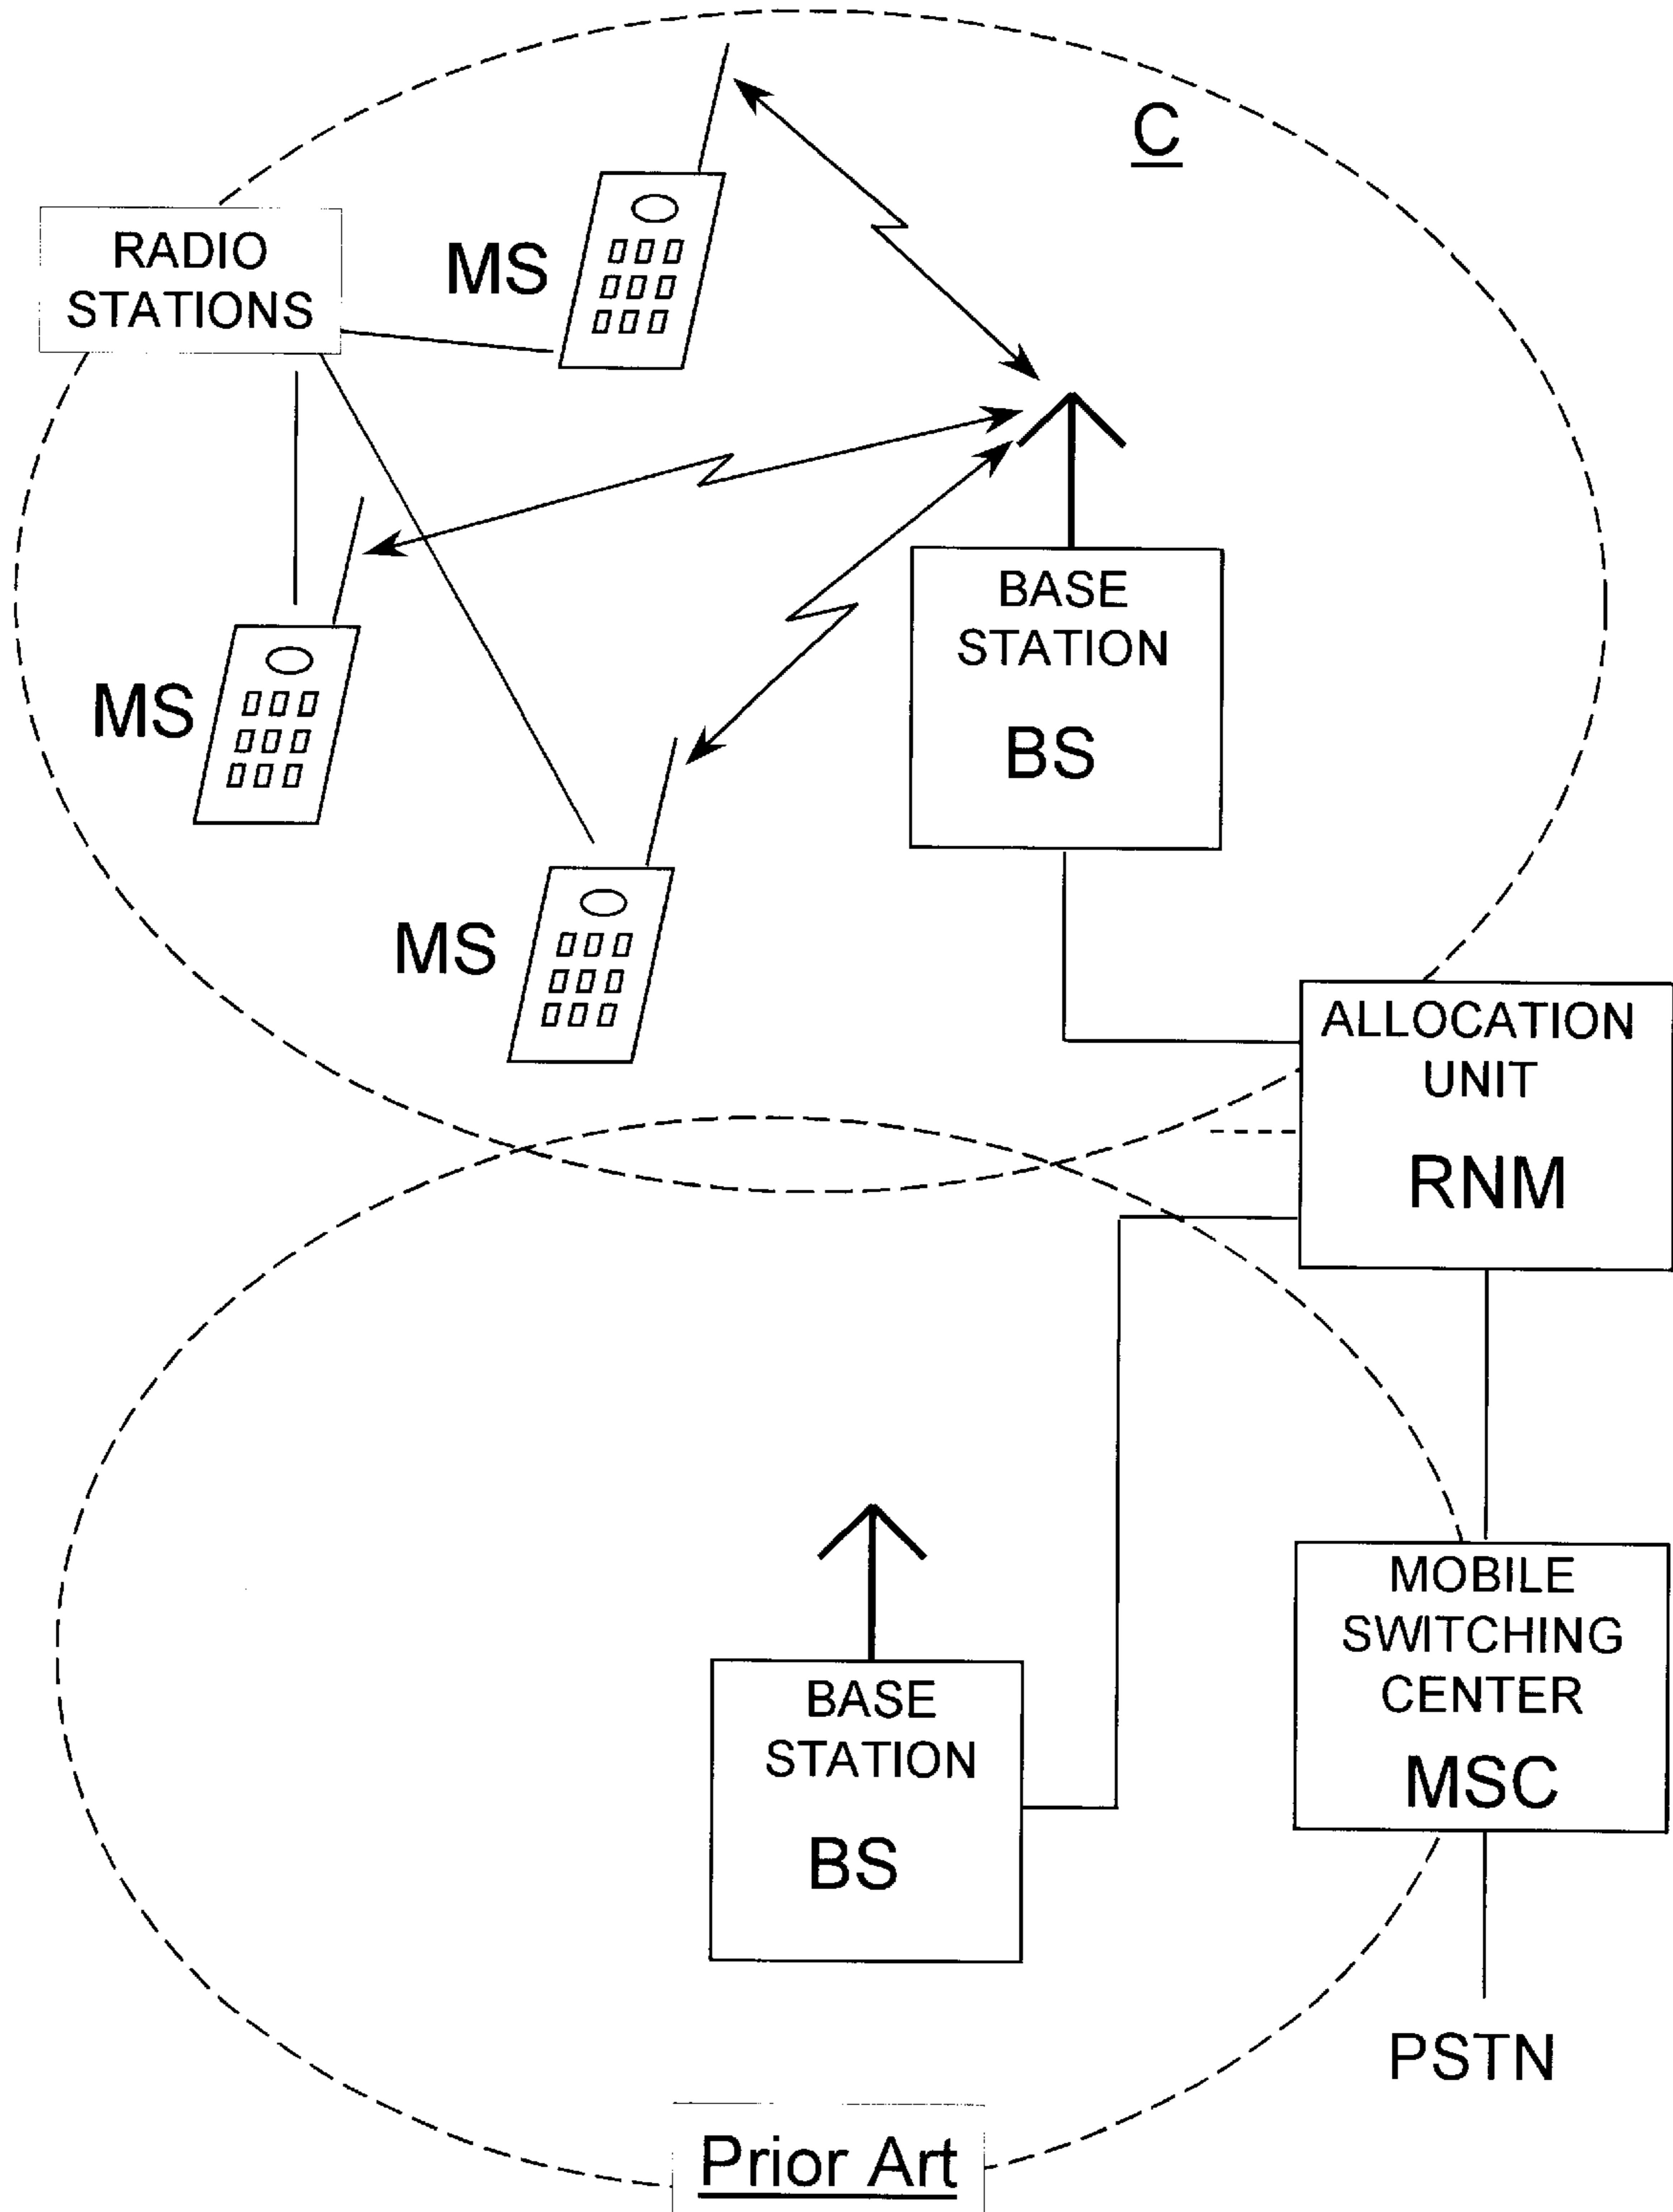 C
RADIO
STATIONS
MS
BASE
STATION
BS
MS
MS
ALLOCATION
UNIT
RNM
BASE
STATION
BS
MOBILE
SWITCHING
CENTER
MSC
PSTN
Prior Art